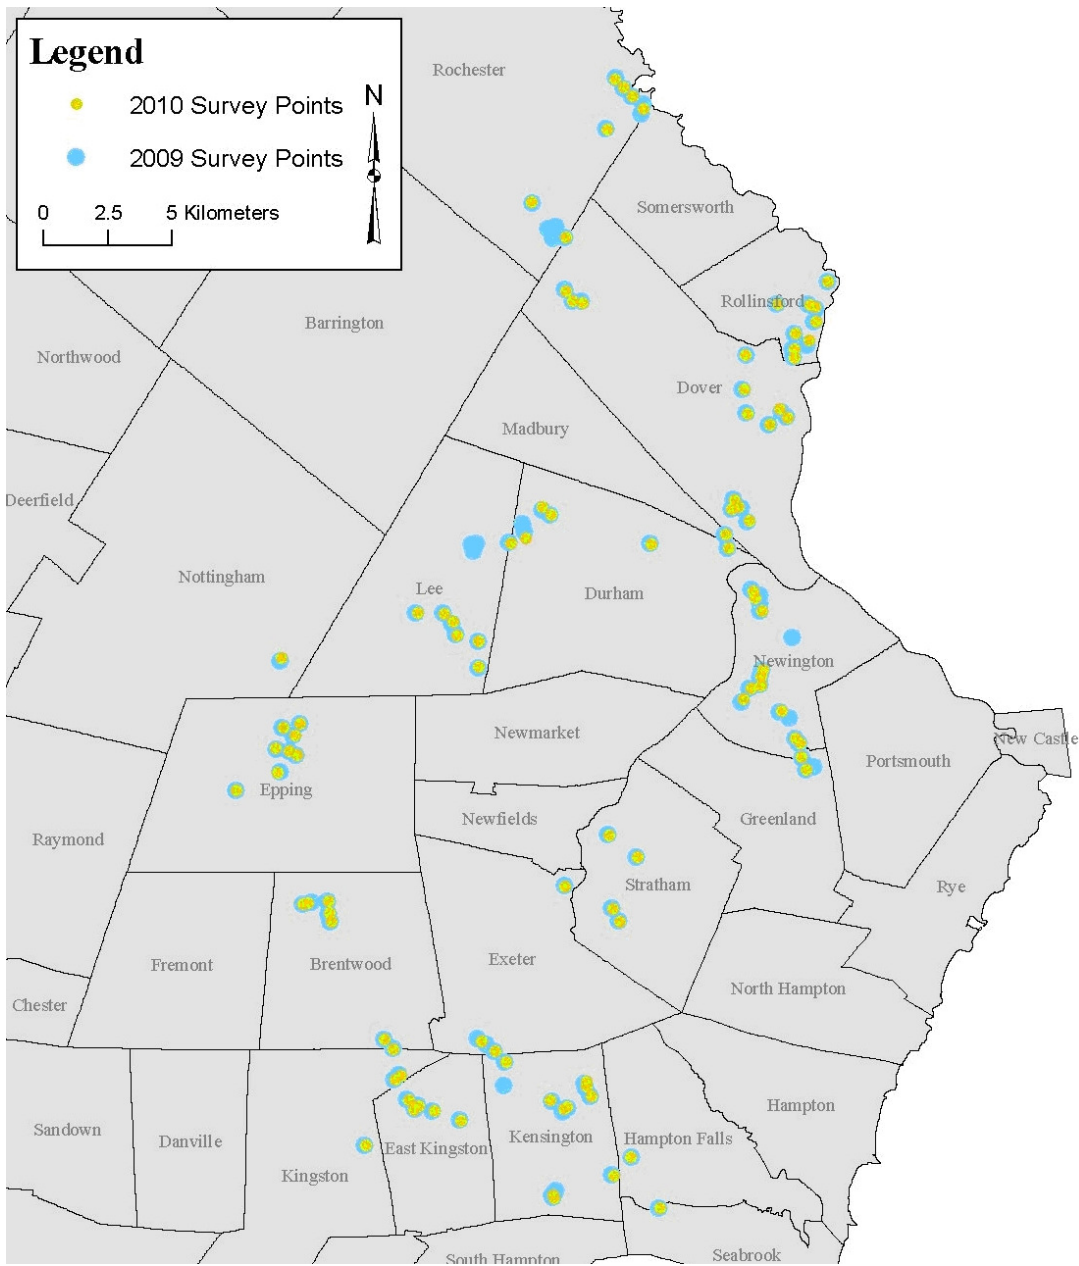 Legend
2010 Survey Points
2009 Survey Points
N
0 2.5 5 Kilometers
Rochester
Somersworth
Rollinsford
Barrington
Northwood
Dover
Madbury
Deerfield
Nottingham
Lee
Durham
Newington
Newmarket
New Castle
Portsmouth
Epping
Raymond
Newfields
Greenland
Stratham
Rye
Fremont
Brentwood
Exeter
North Hampton
Chester
Hampton
Sandown
Danville
Kingston
East Kingston
Kensington
Hampton Falls
South Hampton
Seabrook